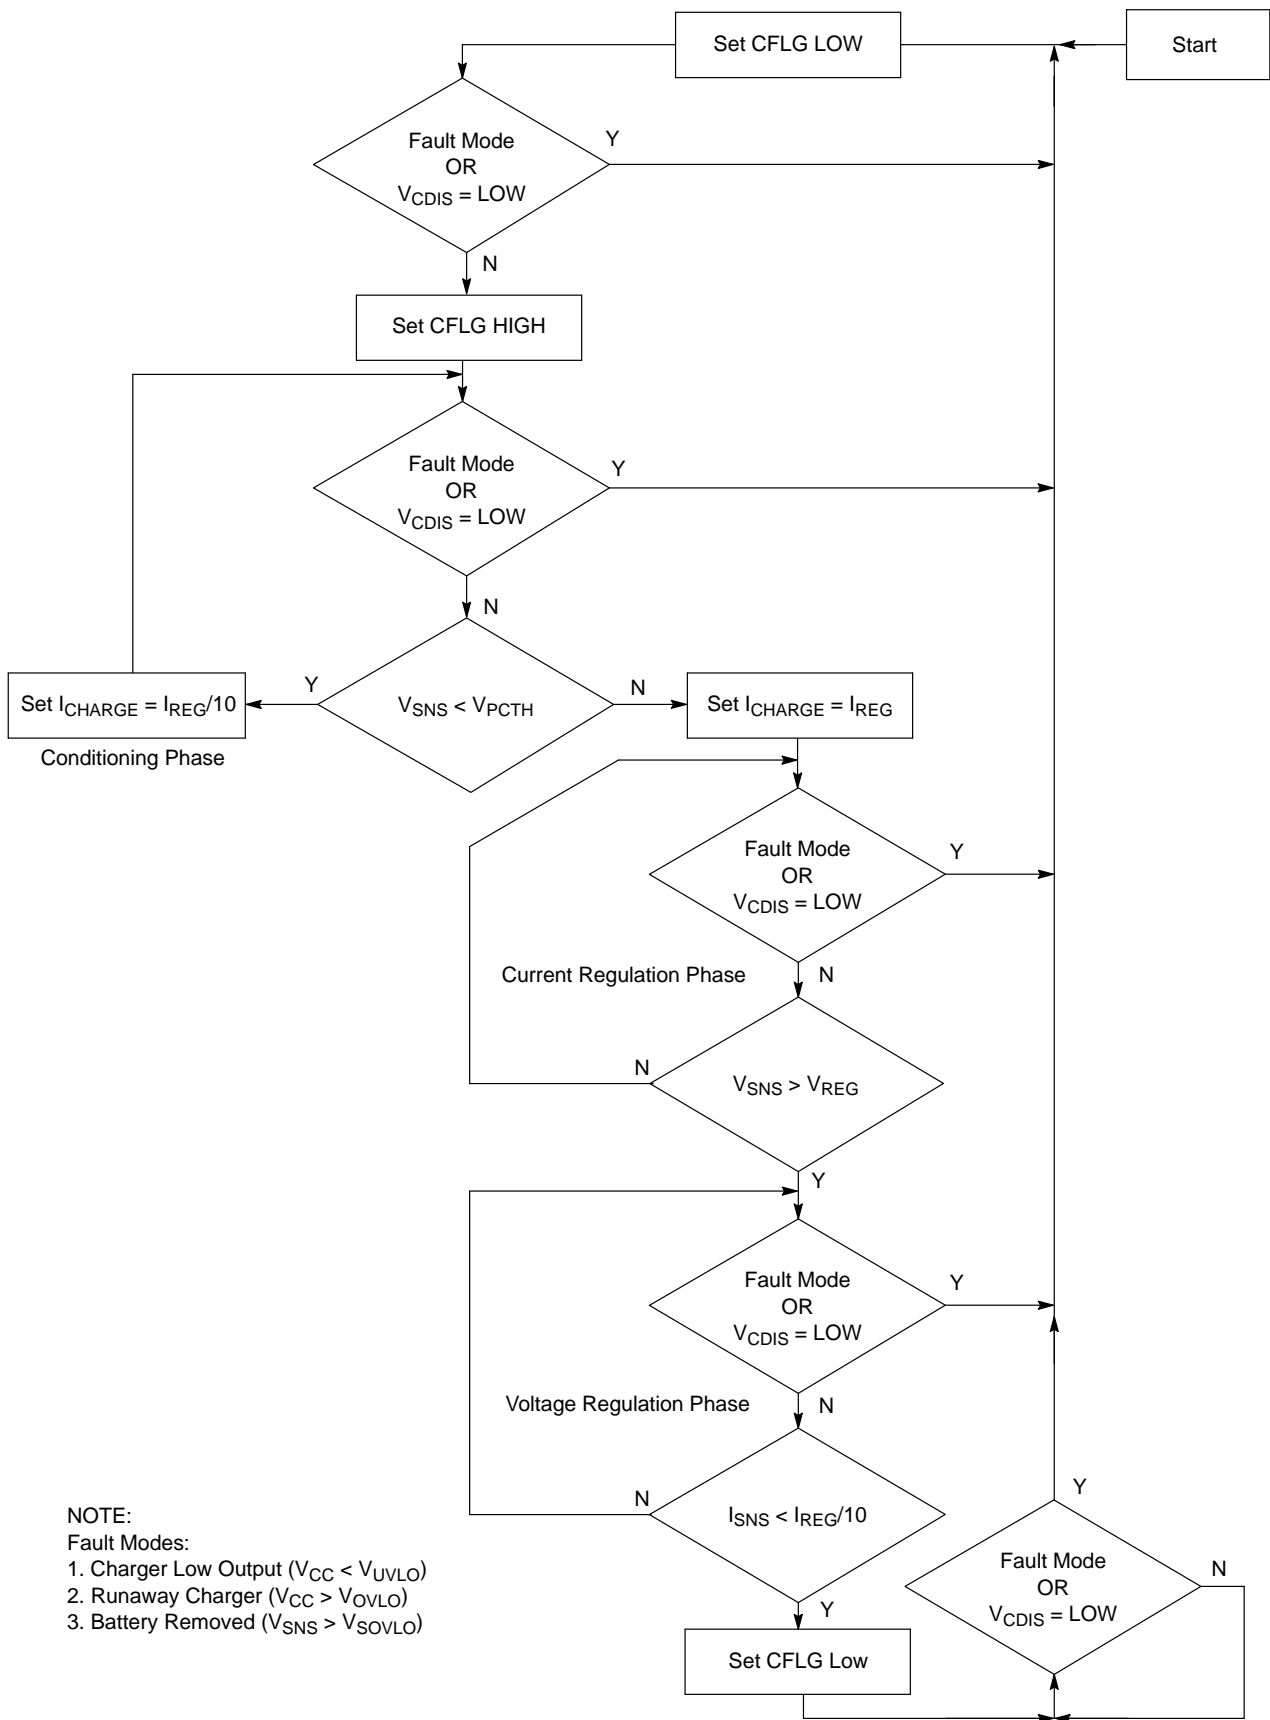 Set CFLG LOW
Start
Fault Mode
OR
VCDIS = LOW
Y
N
Set CFLG HIGH
Fault Mode
OR
VCDIS = LOW
Y
N
Set ICHARGE = IREG/10
Conditioning Phase
Y
VSNS < VPCTH
N
Set ICHARGE = IREG
Fault Mode
OR
VCDIS = LOW
Y
N
Current Regulation Phase
VSNS > VREG
N
Y
Fault Mode
OR
VCDIS = LOW
Y
N
Voltage Regulation Phase
ISNS < IREG/10
N
Y
Set CFLG Low
Fault Mode
OR
VCDIS = LOW
Y
N
NOTE:
Fault Modes:
1. Charger Low Output (VCC < VUVLO)
2. Runaway Charger (VCC > VOVLO)
3. Battery Removed (VSNS > VSOVLO)